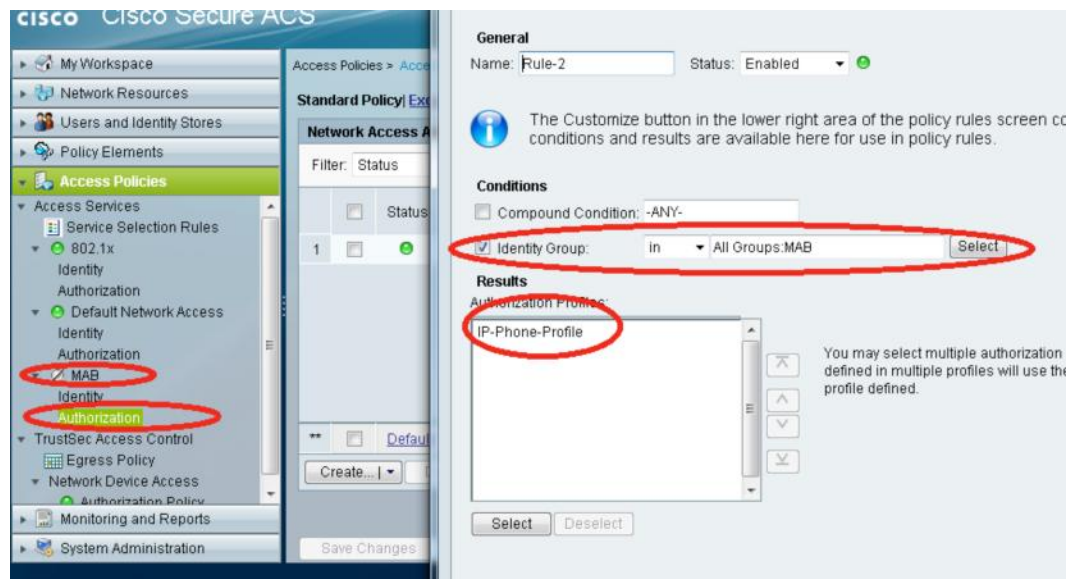 CISCO Cisco Secure ACS
My Workspace
Network Resources
Users and Identity Stores
Policy Elements
Access Policies
Access Services
Service Selection Rules
802.1x
Identity
Authorization
Default Network Access
Identity
Authorization
MAB
Identity
Authorization
TrustSec Access Control
Egress Policy
Network Device Access
Authorization Policy
Monitoring and Reports
System Administration
Access Policies > Acce
Standard Policy| Exc
Network Access A
Filter: Status
Status
1
** Defaul
Create... |
Save Changes
General
Name: Rule-2 Status: Enabled
The Customize button in the lower right area of the policy rules screen co
conditions and results are available here for use in policy rules.
Conditions
Compound Condition: -ANY-
Identity Group: in All Groups:MAB Select
Results
Authorization Profiles:
IP-Phone-Profile
You may select multiple authorization
defined in multiple profiles will use the
profile defined.
Select Deselect